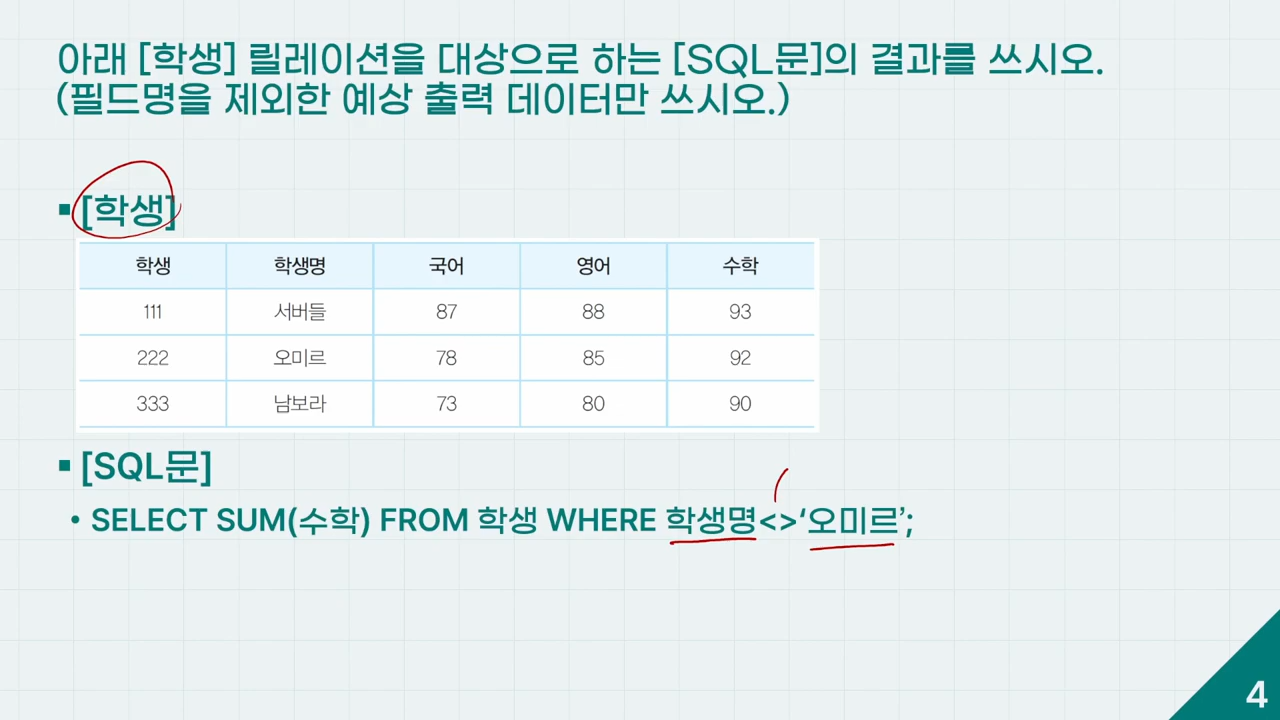 아래 [학생] 릴레이션을 대상으로 하는 [SQL문]의 결과를 쓰시오.
(필드명을 제외한 예상 출력 데이터만 쓰시오.)
▪ [학생]
학생 학생명 국어 영어 수학
111 서버들 87 88 93
222 오미르 78 85 92
333 남보라 73 80 90
▪ [SQL문]
• SELECT SUM(수학) FROM 학생 WHERE 학생명<>‘오미르’;
4